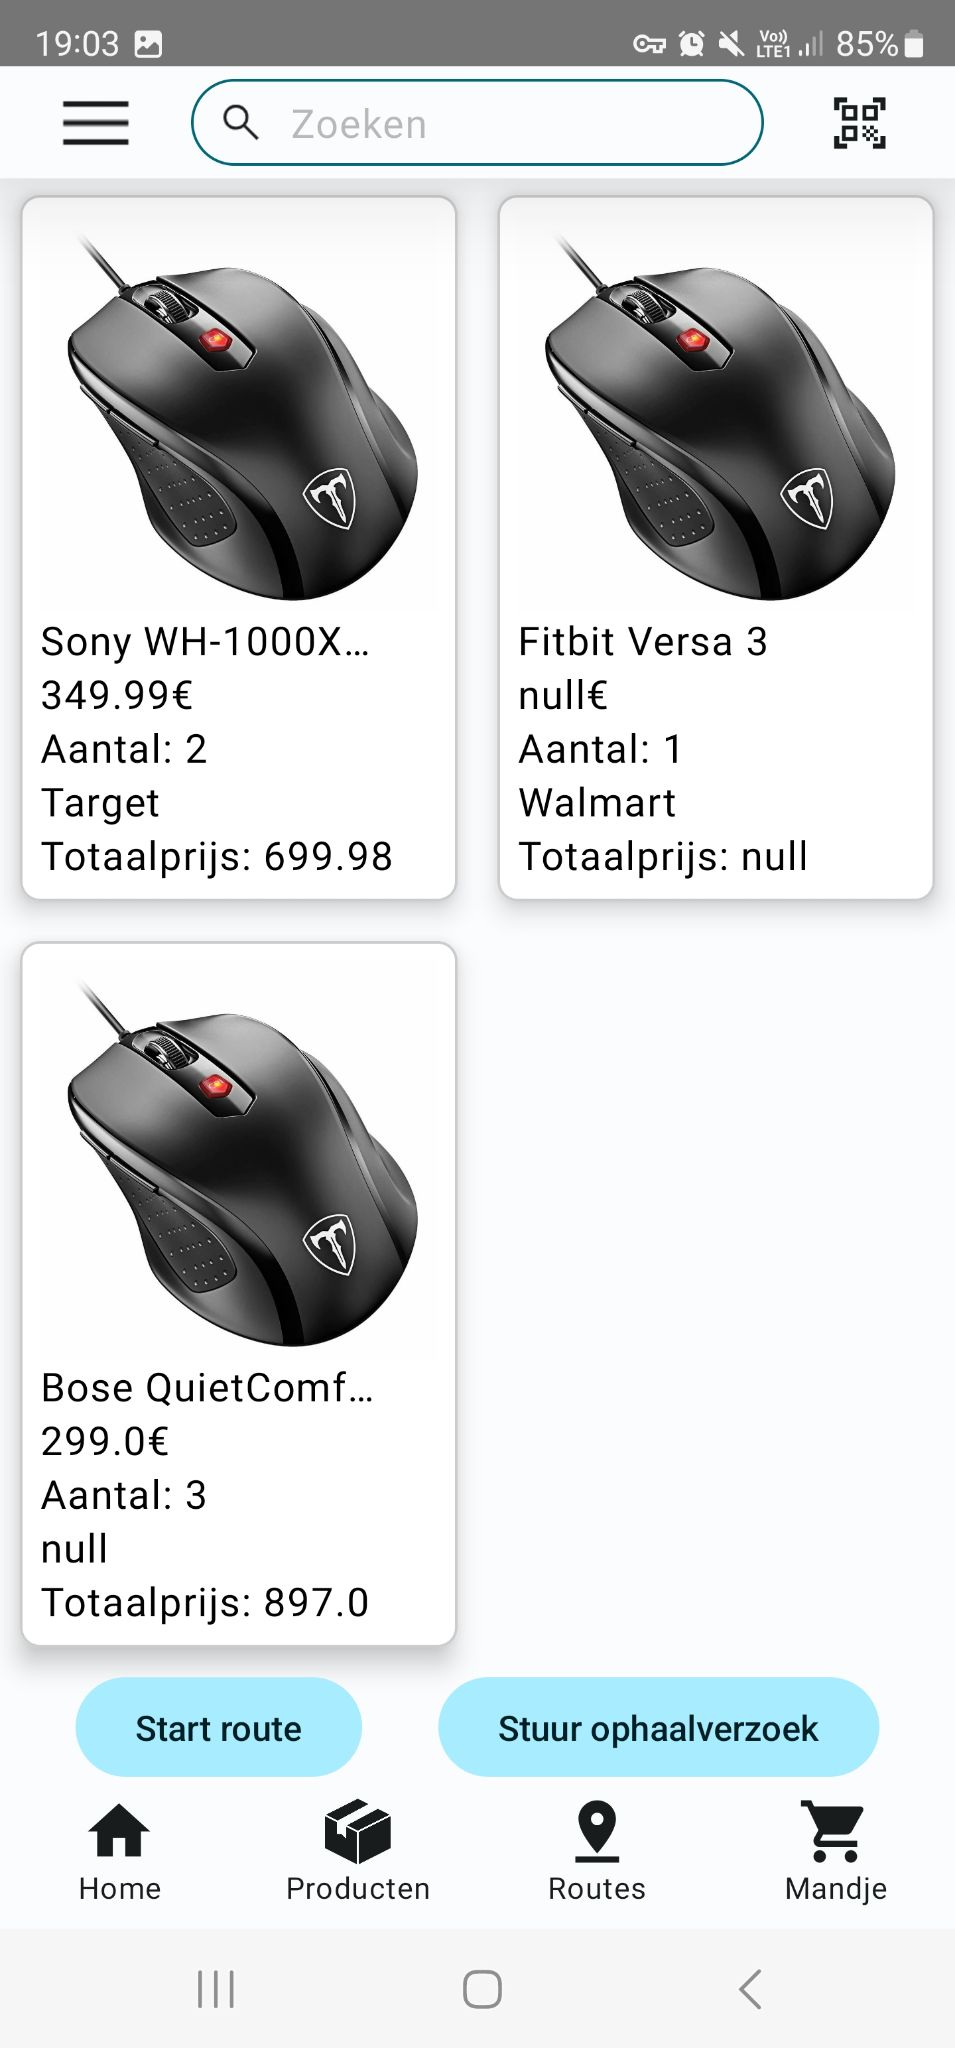 19:03
Vo))
LTE1
85%
Zoeken
Sony WH-1000X...
349.99€
Aantal: 2
Target
Totaalprijs: 699.98
Fitbit Versa 3
null€
Aantal: 1
Walmart
Totaalprijs: null
Bose QuietComf...
299.0€
Aantal: 3
null
Totaalprijs: 897.0
Start route
Stuur ophaalverzoek
Home
Producten
Routes
Mandje